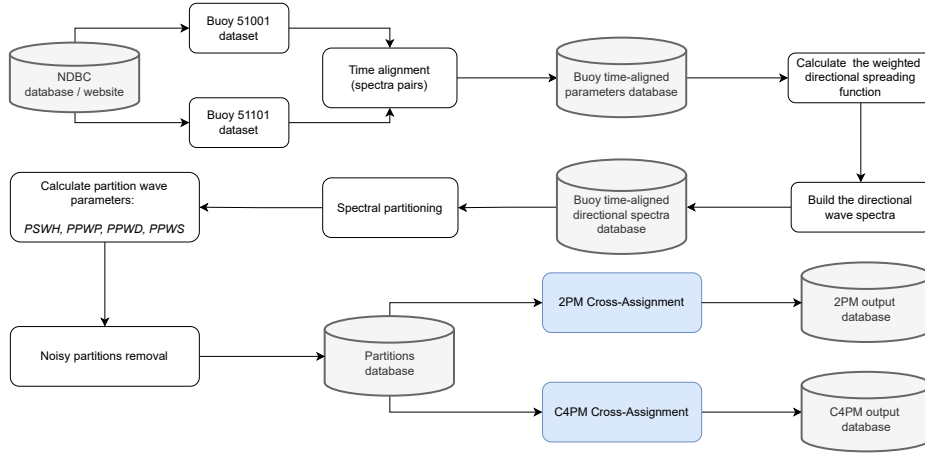 Buoy 51001
dataset
NDBC
database / website
Buoy 51101
dataset
Time alignment
(spectra pairs)
Buoy time-aligned
parameters database
Calculate the weighted
directional spreading
function
Build the directional
wave spectra
Buoy time-aligned
directional spectra
database
Spectral partitioning
Calculate partition wave
parameters:
PSWH, PPWP, PPWD, PPWS
Noisy partitions removal
Partitions
database
2PM Cross-Assignment
2PM output
database
C4PM Cross-Assignment
C4PM output
database